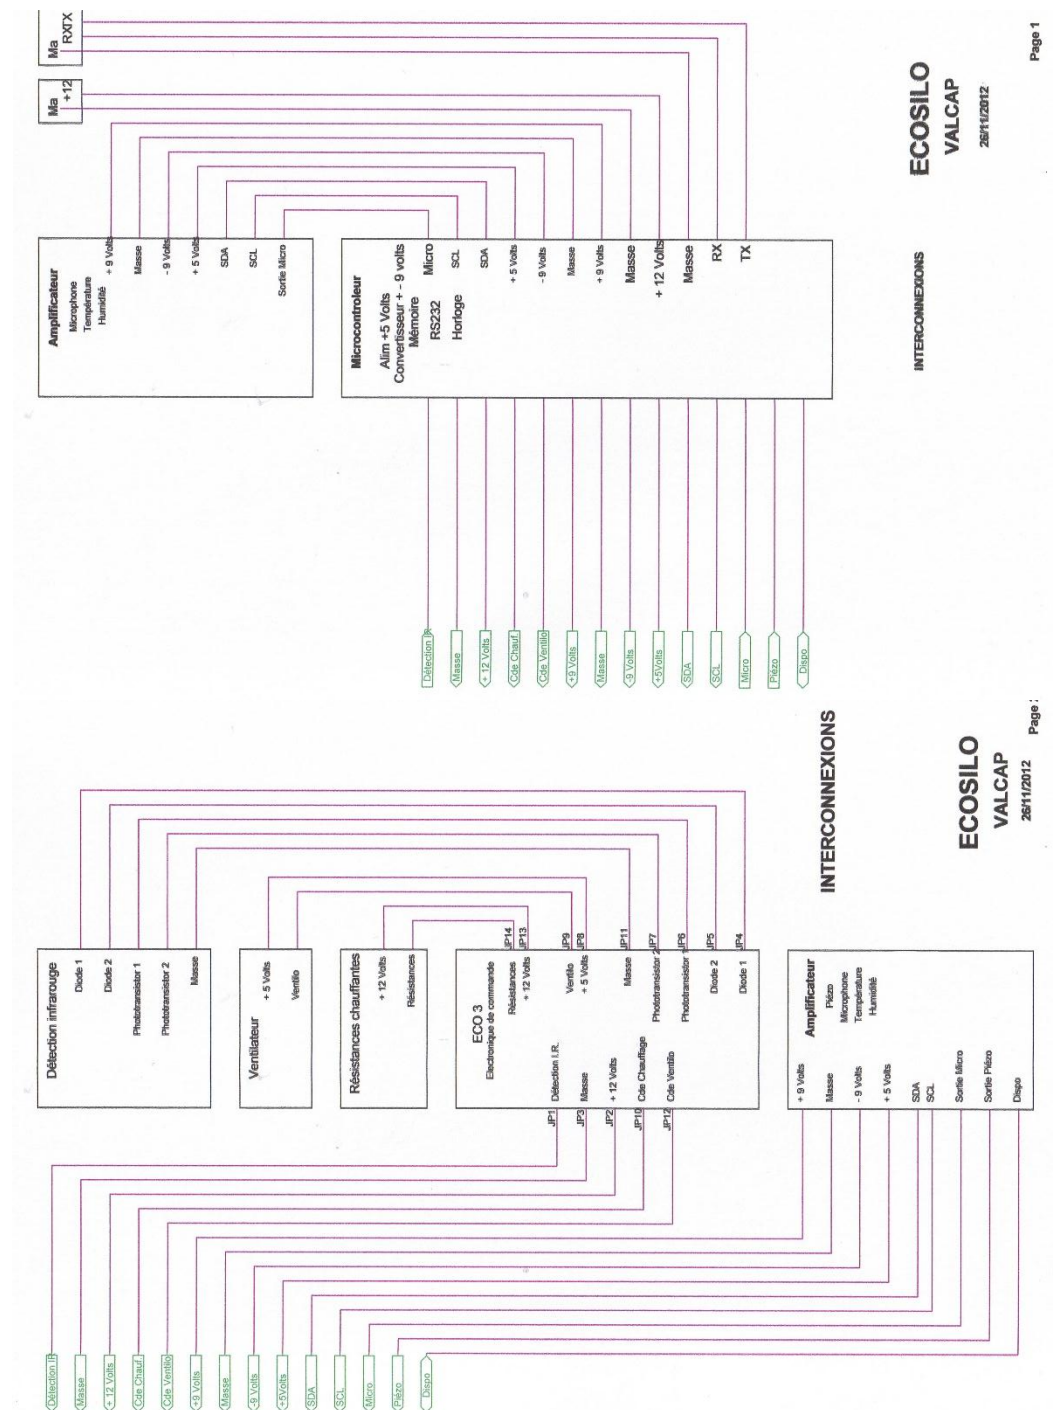 Ma
RXTX
Ma
+12
Amplificateur
Microphone
Température
Humidité
+ 9 Volts
Masse
- 9 Volts
+ 5 Volts
SDA
SCL
Sortie Micro
Microcontroleur
Alim +5 Volts
Convertisseur + - 9 volts
Mémoire
RS232
Horloge
Micro
SCL
SDA
+ 5 Volts
- 9 Volts
Masse
+ 9 Volts
Masse
+ 12 Volts
Masse
RX
TX
Détection IR
Masse
+ 12 Volts
Cde Chauf.
Cde Ventilo
+9 Volts
Masse
-9 Volts
+5Volts
SDA
SCL
Micro
Piézo
Dispo
INTERCONNEXIONS
ECOSILO
VALCAP
26/11/2012
Page 1
Détection infrarouge
Diode 1
Diode 2
Phototransistor 1
Phototransistor 2
Masse
Ventilateur
+ 5 Volts
Ventilo
Résistances chauffantes
+ 12 Volts
Résistances
ECO 3
Electronique de commande
Résistances
JP14
+ 12 Volts
JP13
Ventilo
JP9
+ 5 Volts
JP8
Masse
JP11
Phototransistor 2
JP7
Phototransistor
JP6
Diode 2
JP5
Diode 1
JP4
JP1
Détection I.R.
JP3
Masse
JP2
+ 12 Volts
JP10
Cde Chauffage
JP12
Cde Ventilo
Amplificateur
Piézo
Microphone
Température
Humidité
+ 9 Volts
Masse
- 9 Volts
+ 5 Volts
SDA
SCL
Sortie Micro
Sortie Piézo
Dispo
Détection IR
Masse
+ 12 Volts
Cde Chauf.
Cde Ventilo
+9 Volts
Masse
-9 Volts
+5Volts
SDA
SCL
Micro
Piézo
Dispo
INTERCONNEXIONS
ECOSILO
VALCAP
26/11/2012
Page